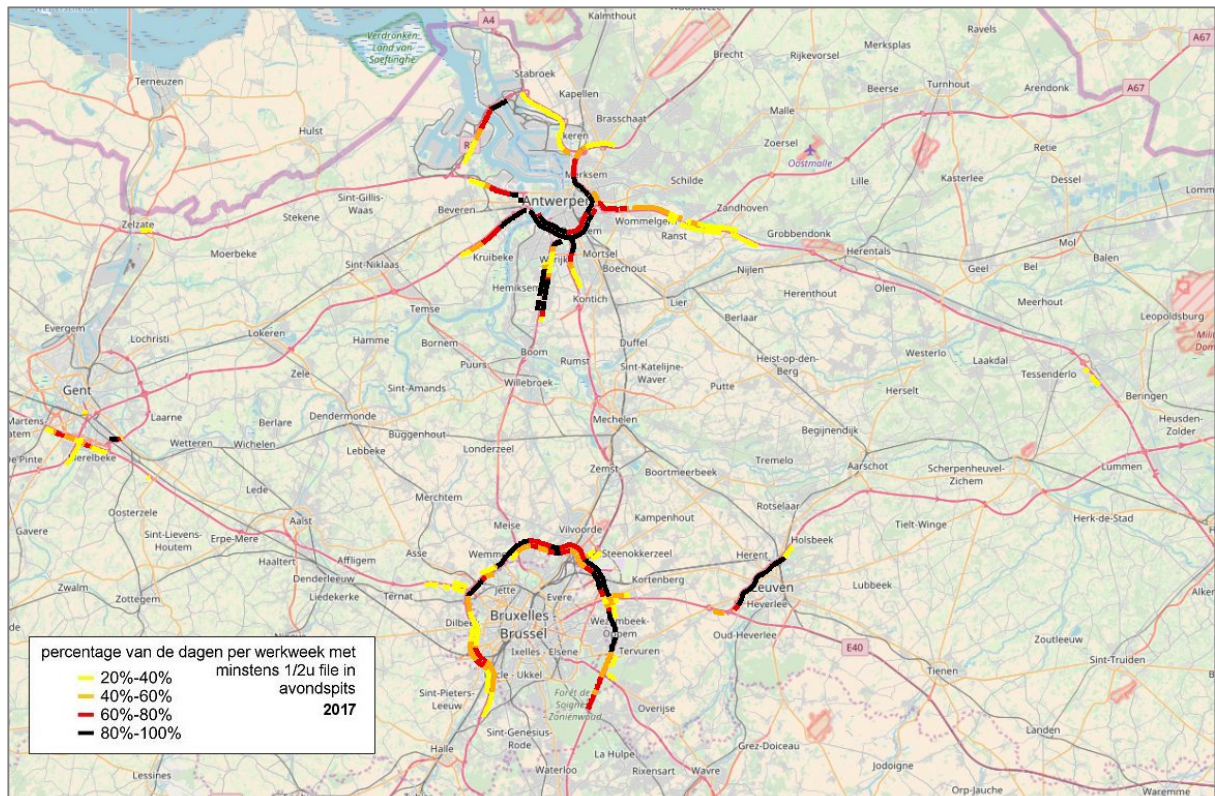 Verdronken
Land van
Saeftinghe
A4
Kalmthout
Ravels
Merksplas
A67
Brecht
Rijkevorsel
Terneuzen
Stabroek
Turnhout
Arendonk
Kapellen
Beerse
A67
Malle
Brasschaat
Hulst
Zoersel
Retie
Oostmalle
Merksem
Schilde
Lille
Kasterlee
Dessel
Sint-Gillis-
Waas
Beveren
Antwerpen
Zandhoven
Stekene
Wommelgem
Zelzate
Ranst
Grobbendonk
Mol
Moerbeke
Kruibeke
Mortsel
Herentals
Balen
Sint-Niklaas
Boechout
Nijlen
Geel
Bel
Hemiksem
Olen
Kontich
Lier
Herenthout
Meerhout
Temse
Berlaar
Leopoldsburg
Evergem
Lochristi
Lokeren
Hamme
Bornem
Boom
Rumst
Duffel
Westerlo
Laakdal
Zele
Puurs
Heist-op-den-
Berg
Tessenderlo
Gent
Sint-Amands
Willebroek
Sint-Katelijne-
Waver
Putte
Herselt
Beringen
Laarne
Berlare
Dendermonde
Mechelen
Heusden-
Zolder
Wetteren
Wichelen
Buggenhout
Begijnendijk
De Pinte
Lebbeke
Londerzeel
Tremelo
Aarschot
Lummen
Zemst
Boortmeerbeek
Scherpenheuvel-
Zichem
Lede
Merchtem
Rotselaar
Oosterzele
Kampenhout
Herk-de-Stad
Gavere
Aalst
Meise
Vilvoorde
Tielt-Winge
Sint-Lievens-
Houtem
Erpe-Mere
Holsbeek
Asse
Wemmel
Steenokkerzeel
Herent
Haaltert
Affligem
Denderleeuw
Kortenberg
Lubbeek
Zwalm
Liedekerke
Ternat
Jette
Evere
Zottegem
Heverlee
Bruxelles -
Brussel
Wezembeek-
Oppem
Oud-Heverlee
Zoutleeuw
Ixelles - Elsene
Tervuren
E40
Tienen
Sint-Truiden
Sint-Pieters-
Leeuw
Forêt de
Soignes
Zoniënwoud
Overijse
Sint-Genesius-
Rode
Grez-Doiceau
Landen
Halle
La Hulpe
Jodoigne
Lessines
Waterloo
Rixensart
Wavre
Orp-Jauche
Waremme
percentage van de dagen per werkweek met
minstens 1/2u file in
avondspits
2017
20%-40%
40%-60%
60%-80%
80%-100%